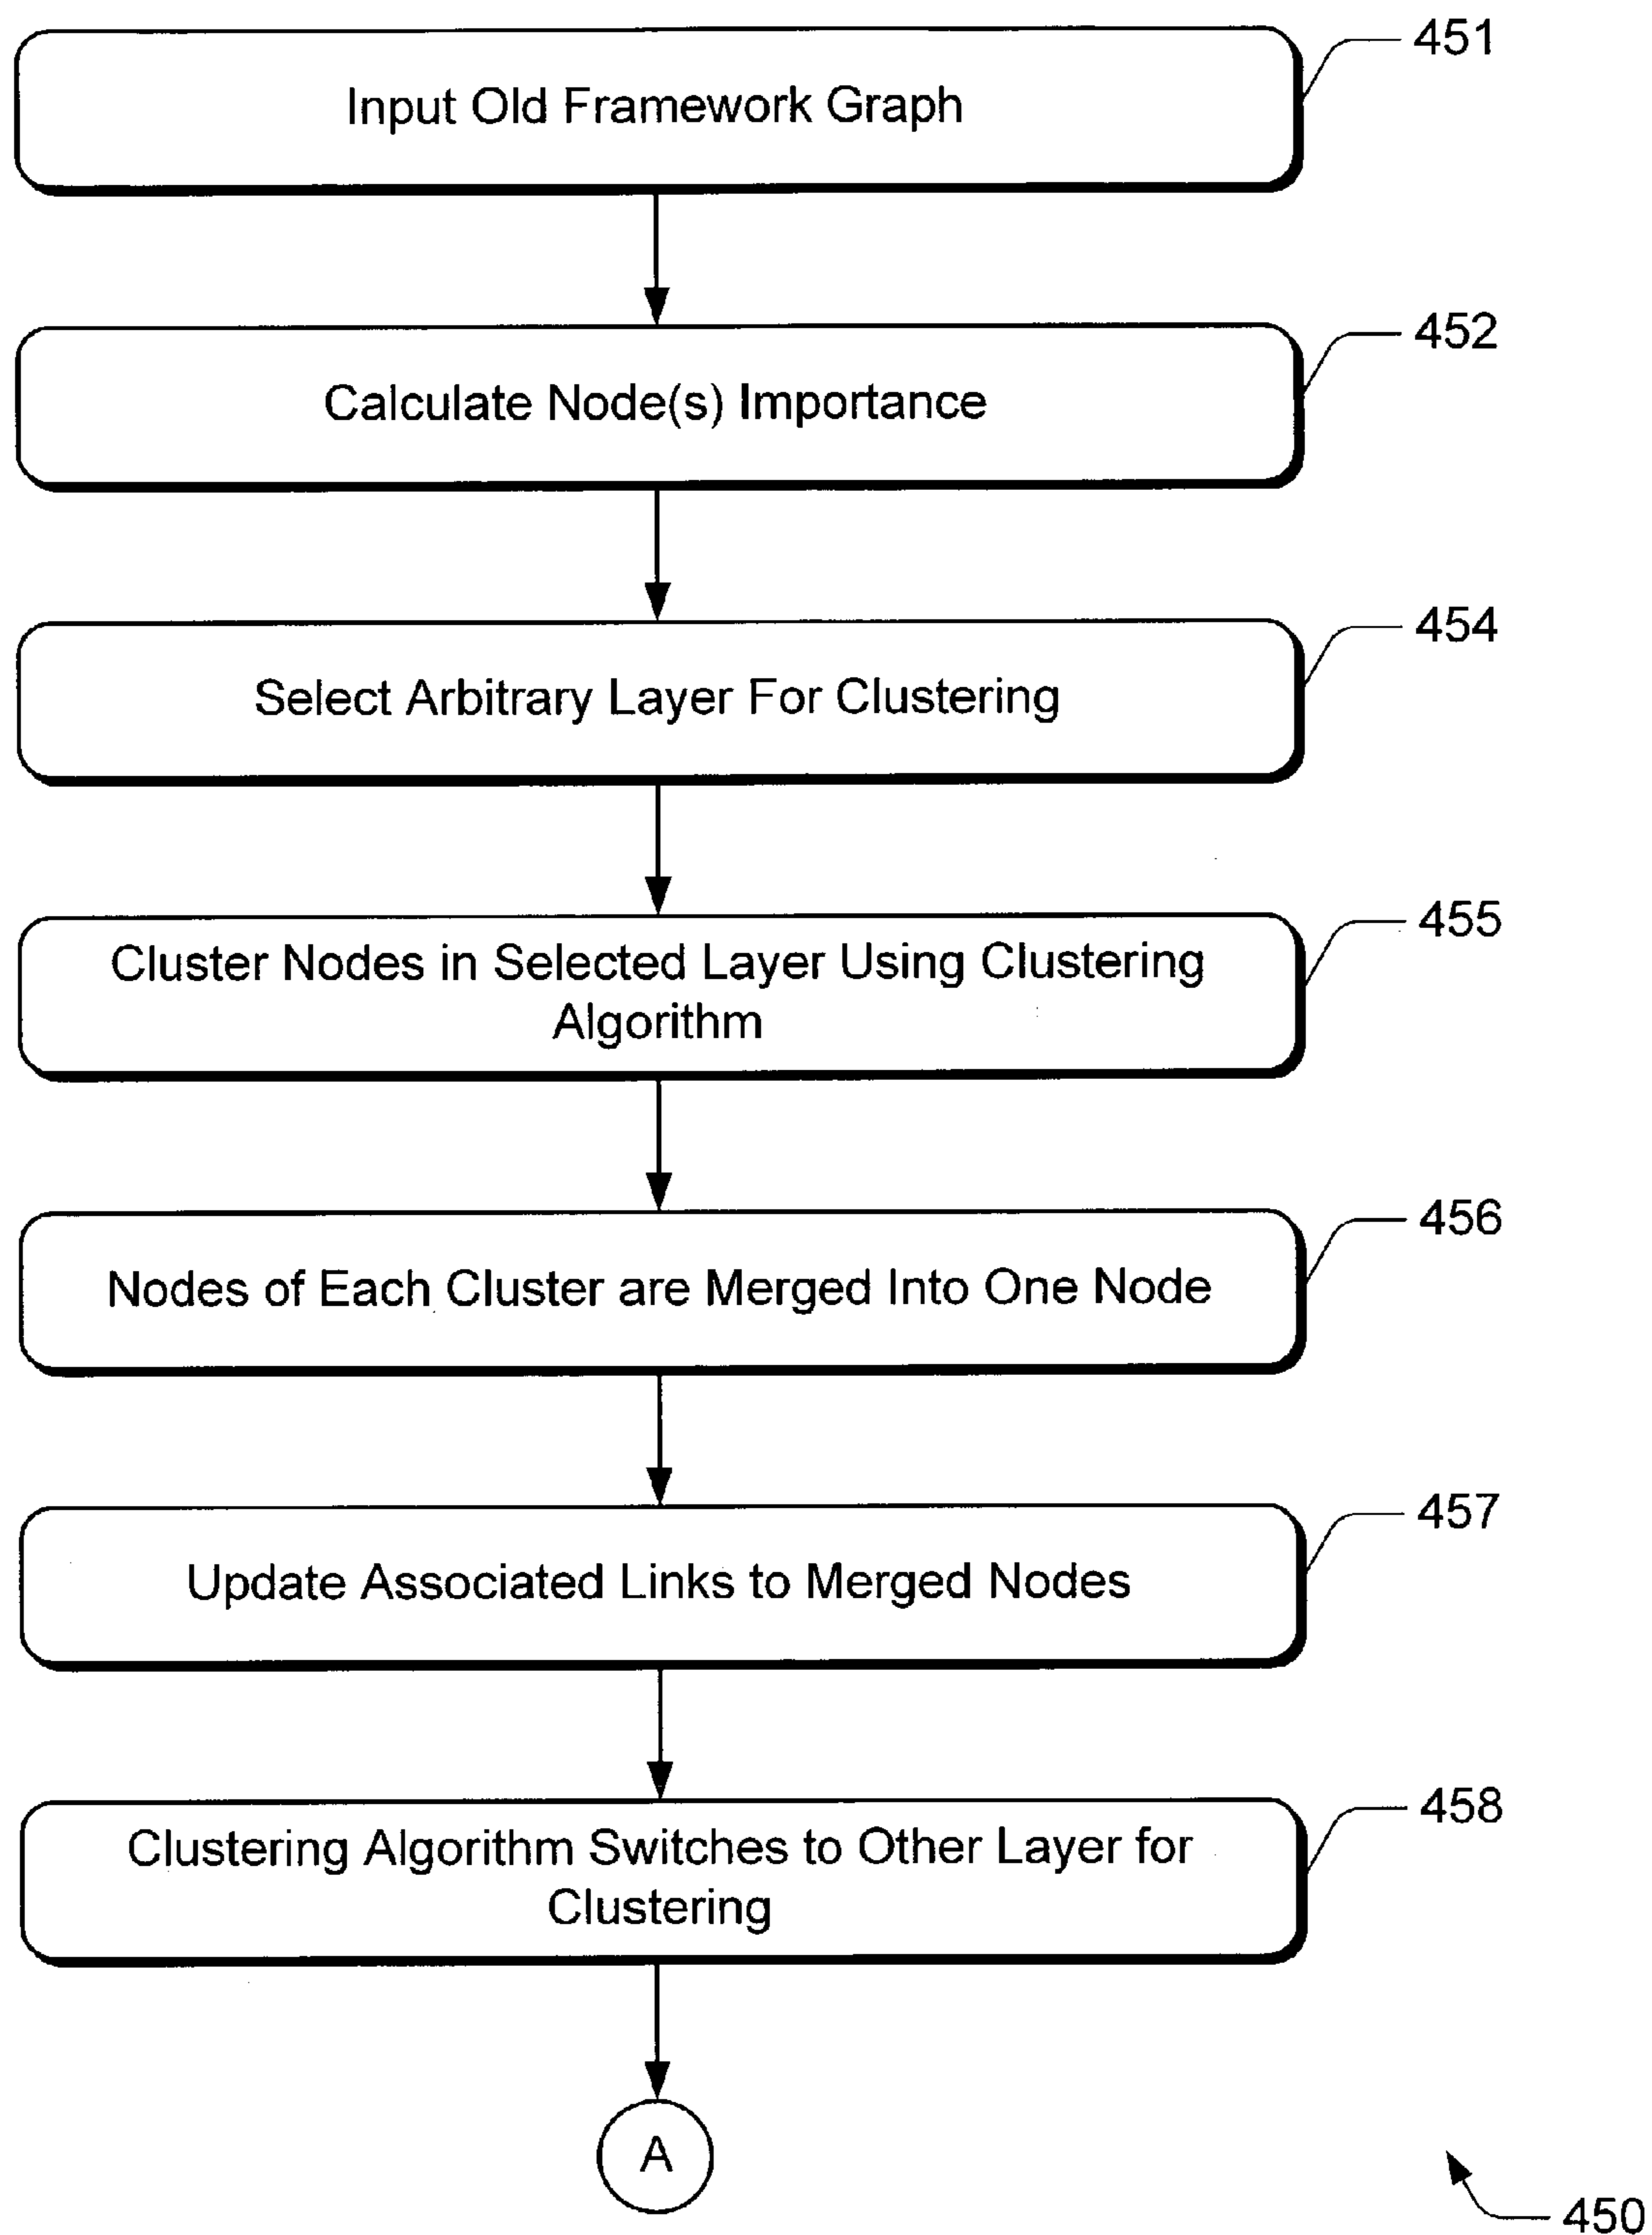 451
Input Old Framework Graph
452
Calculate Node(s) Importance
454
Select Arbitrary Layer For Clustering
455
Cluster Nodes in Selected Layer Using Clustering
Algorithm
456
Nodes of Each Cluster are Merged Into One Node
457
Update Associated Links to Merged Nodes
458
Clustering Algorithm Switches to Other Layer for
Clustering
A
450